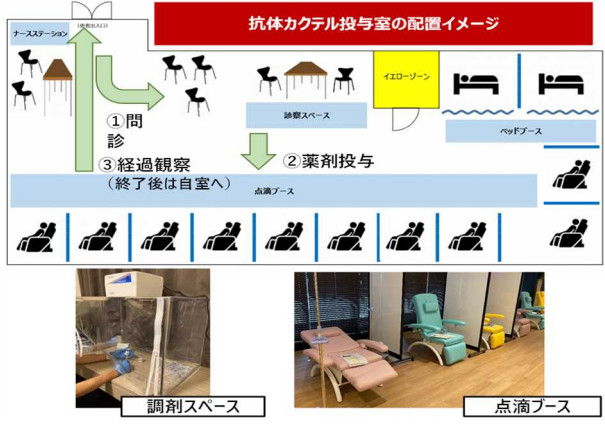 抗体カクテル投与室の配置イメージ
(患者出入口)
ナースステーション
イエローゾーン
①問
診
診察スペース
ベッドブース
③経過観察
(終了後は自室へ)
②薬剤投与
点滴ブース
調剤スペース
点滴ブース